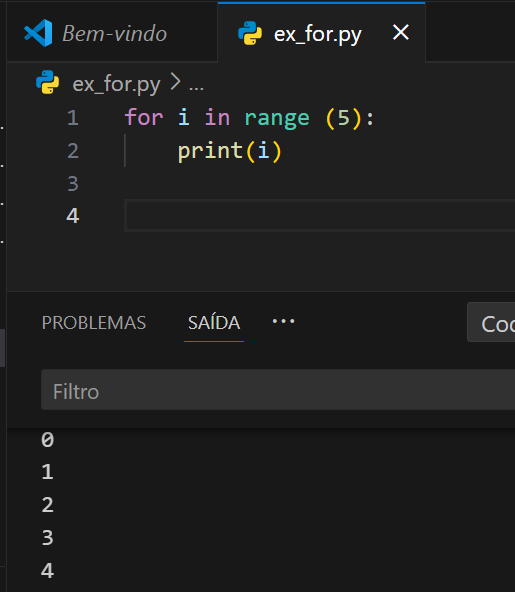 Bem-vindo
ex_for.py
ex_for.py > ...
1 for i in range (5):
2 print(i)
3
4
PROBLEMAS SAÍDA ...
Filtro
0
1
2
3
4